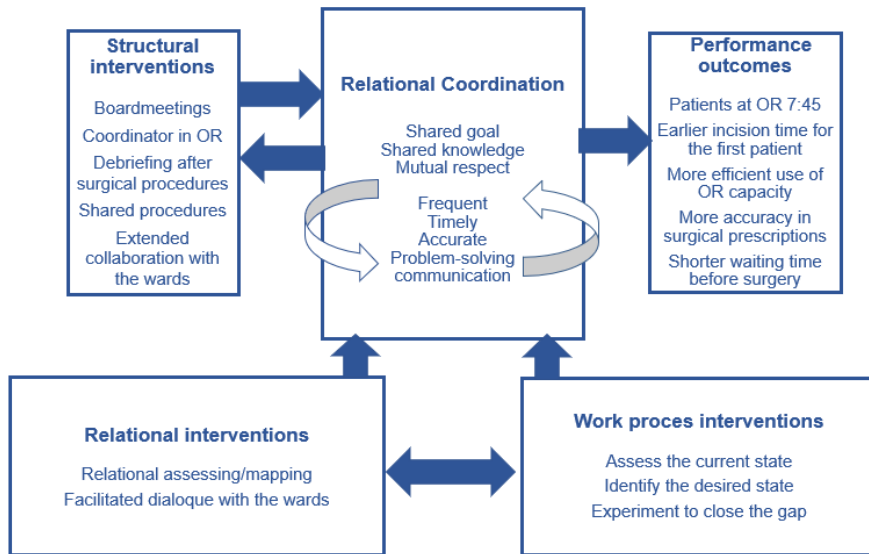 Structural
interventions
Boardmeetings
Coordinator in OR
Debriefing after
surgical procedures
Shared procedures
Extended
collaboration with
the wards
Relational Coordination
Shared goal
Shared knowledge
Mutual respect
Frequent
Timely
Accurate
Problem-solving
communication
Performance
outcomes
Patients at OR 7:45
Earlier incision time for
the first patient
More efficient use of
OR capacity
More accuracy in
surgical prescriptions
Shorter waiting time
before surgery
Relational interventions
Relational assessing/mapping
Facilitated dialoque with the wards
Work proces interventions
Assess the current state
Identify the desired state
Experiment to close the gap